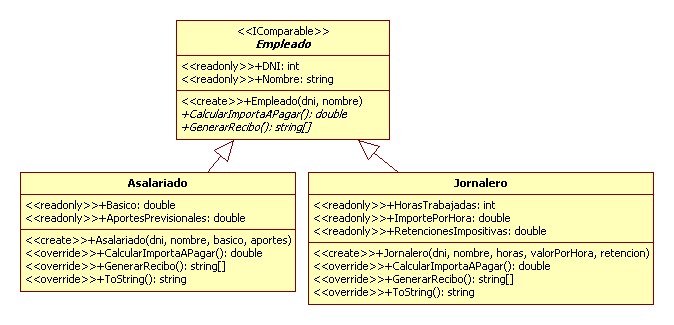 <<IComparable>>
Empleado
<<readonly>>+DNI: int
<<readonly>>+Nombre: string
<<create>>+Empleado(dni, nombre)
+CalcularImportaAPagar(): double
+GenerarRecibo(): string[]
Asalariado
<<readonly>>+Basico: double
<<readonly>>+AportesPrevisionales: double
<<create>>+Asalariado(dni, nombre, basico, aportes)
<<override>>+CalcularImportaAPagar(): double
<<override>>+GenerarRecibo(): string[]
<<override>>+ToString(): string
Jornalero
<<readonly>>+HorasTrabajadas: int
<<readonly>>+ImportePorHora: double
<<readonly>>+RetencionesImpositivas: double
<<create>>+Jornalero(dni, nombre, horas, valorPorHora, retencion)
<<override>>+CalcularImportaAPagar(): double
<<override>>+GenerarRecibo(): string[]
<<override>>+ToString(): string